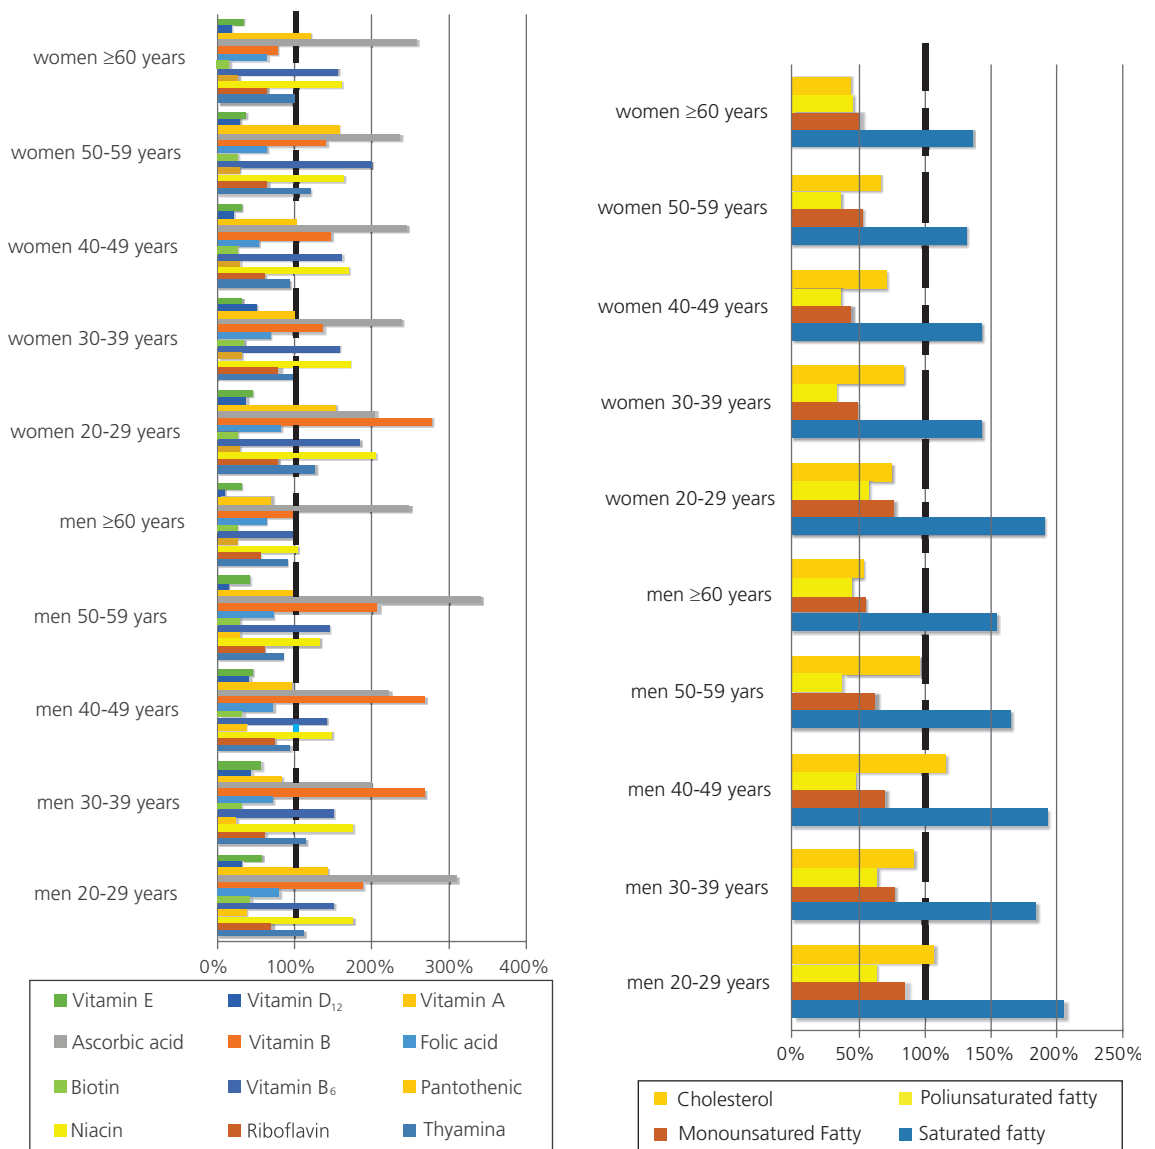 women ≥60 years
women 50-59 years
women 40-49 years
women 30-39 years
women 20-29 years
men ≥60 years
men 50-59 yars
men 40-49 years
men 30-39 years
men 20-29 years
0% 100% 200% 300% 400%
Vitamin E Vitamin D12 Vitamin A
Ascorbic acid Vitamin B Folic acid
Biotin Vitamin B6 Pantothenic
Niacin Riboflavin Thyamina
women ≥60 years
women 50-59 years
women 40-49 years
women 30-39 years
women 20-29 years
men ≥60 years
men 50-59 yars
men 40-49 years
men 30-39 years
men 20-29 years
0% 50% 100% 150% 200% 250%
Cholesterol Poliunsaturated fatty
Monounsatured Fatty Saturated fatty